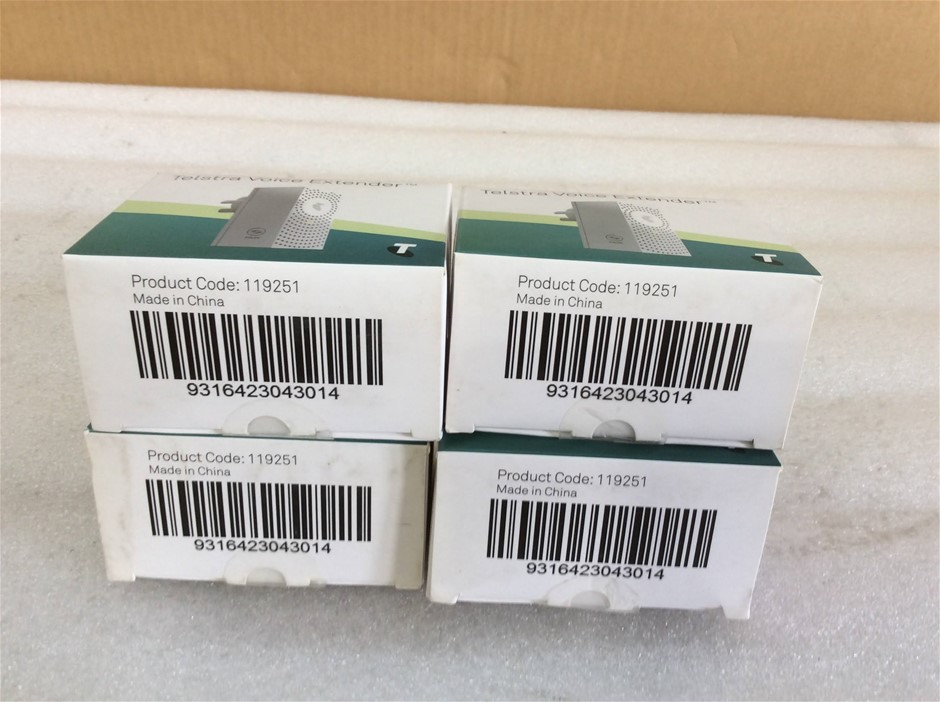 Telstra Voice Extender™
T
Product Code: 119251
Made in China
9316423043014
Telstra Voice Extender™
T
Product Code: 119251
Made in China
9316423043014
Product Code: 119251
Made in China
9316423043014
Product Code: 119251
Made in China
9316423043014